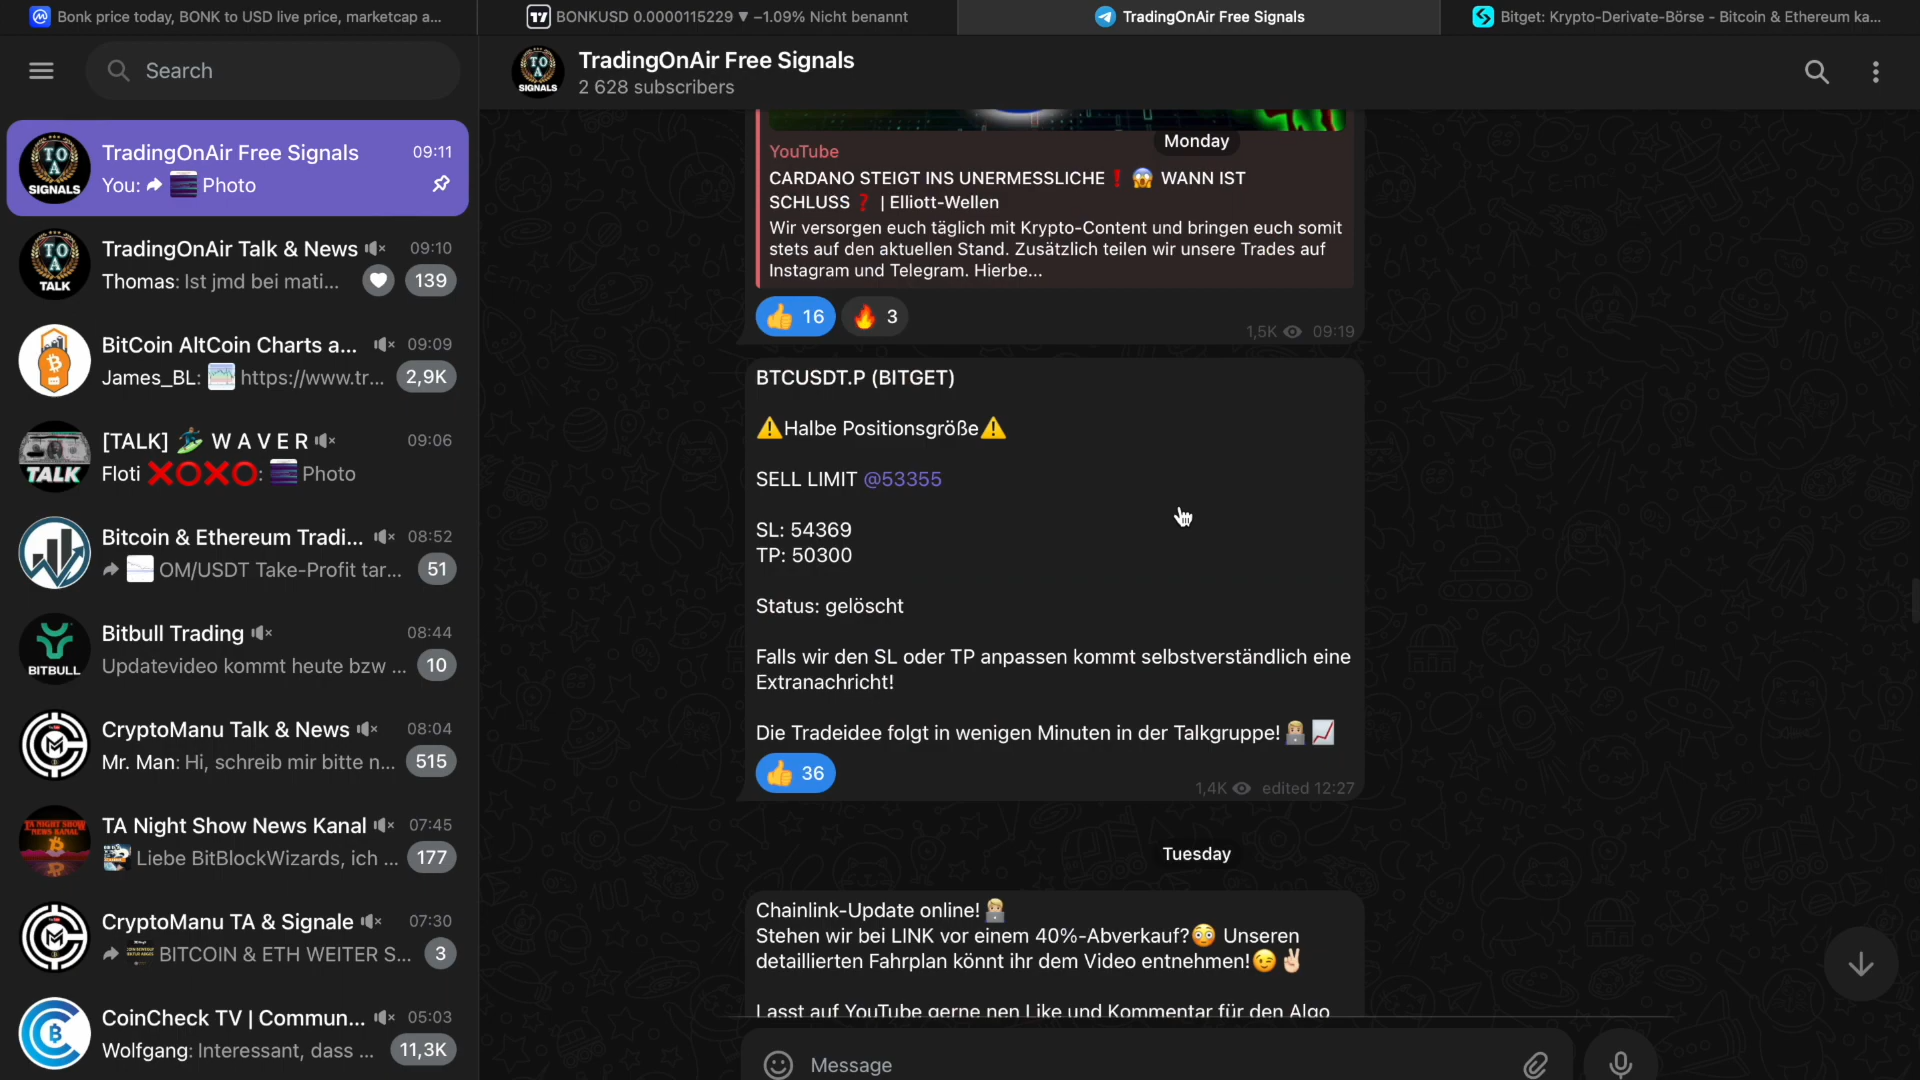 Bonk price today, BONK to USD live price, marketcap a...
BONKUSD 0.0000115229 ▼ −1.09% Nicht benannt
TradingOnAir Free Signals
Bitget: Krypto-Derivate-Börse - Bitcoin & Ethereum ka...
Search
TradingOnAir Free Signals
2 628 subscribers
TradingOnAir Free Signals 09:11
You: Photo
TOA SIGNALS
TradingOnAir Talk & News 09:10
Thomas: Ist jmd bei mati... 139
TOA TALK
BitCoin AltCoin Charts a... 09:09
James_BL: https://www.tr... 2,9K
[TALK] 🏄 W A V E R 09:06
Floti ❌⭕❌⭕: Photo
TALK
Bitcoin & Ethereum Tradi... 08:52
OM/USDT Take-Profit tar... 51
Bitbull Trading 08:44
Updatevideo kommt heute bzw ... 10
BITBULL
CryptoManu Talk & News 08:04
Mr. Man: Hi, schreib mir bitte n... 515
TA Night Show News Kanal 07:45
Liebe BitBlockWizards, ich ... 177
CryptoManu TA & Signale 07:30
BITCOIN & ETH WEITER S... 3
CoinCheck TV | Commun... 05:03
Wolfgang: Interessant, dass ... 11,3K
Monday
YouTube
CARDANO STEIGT INS UNERMESSLICHE❗😱 WANN IST
SCHLUSS❓ | Elliott-Wellen
Wir versorgen euch täglich mit Krypto-Content und bringen euch somit
stets auf den aktuellen Stand. Zusätzlich teilen wir unsere Trades auf
Instagram und Telegram. Hierbe...
👍 16 🔥 3
1,5K 09:19
BTCUSDT.P (BITGET)
⚠️Halbe Positionsgröße⚠️
SELL LIMIT @53355
SL: 54369
TP: 50300
Status: gelöscht
Falls wir den SL oder TP anpassen kommt selbstverständlich eine
Extranachricht!
Die Tradeidee folgt in wenigen Minuten in der Talkgruppe!👨🏼‍💻📈
👍 36
1,4K edited 12:27
Tuesday
Chainlink-Update online!👨🏼‍💻
Stehen wir bei LINK vor einem 40%-Abverkauf?😳 Unseren
detaillierten Fahrplan könnt ihr dem Video entnehmen!😉✌🏼
Lasst auf YouTube gerne nen Like und Kommentar für den Algo
Message